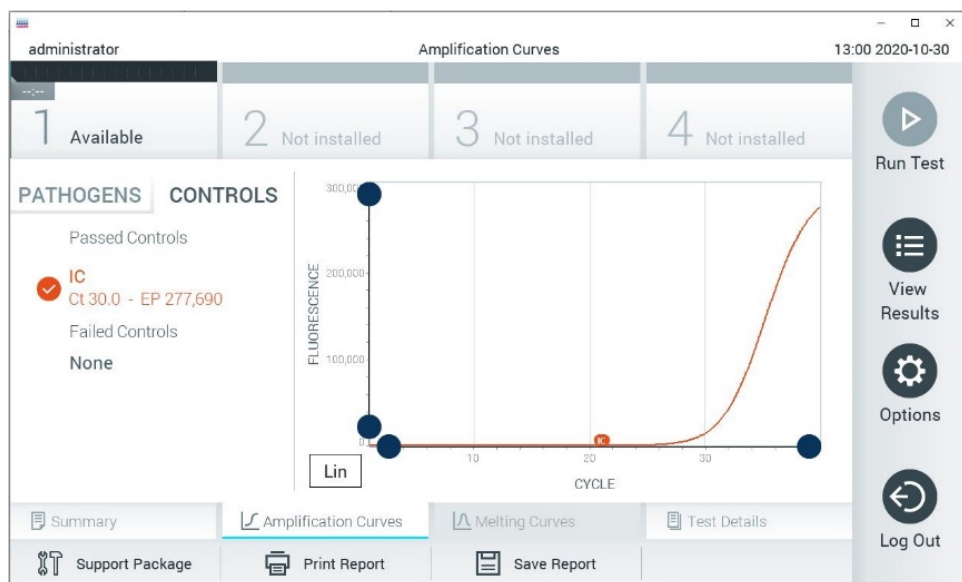 administrator
Amplification Curves
13:00 2020-10-30
--:--
1 Available
2 Not installed
3 Not installed
4 Not installed
Run Test
PATHOGENS
CONTROLS
Passed Controls
IC
Ct 30.0 - EP 277,690
Failed Controls
None
FLUORESCENCE
200,000
100,000
0
IC
10
20
30
CYCLE
Lin
View
Results
Options
Log Out
Summary
Amplification Curves
Melting Curves
Test Details
Support Package
Print Report
Save Report